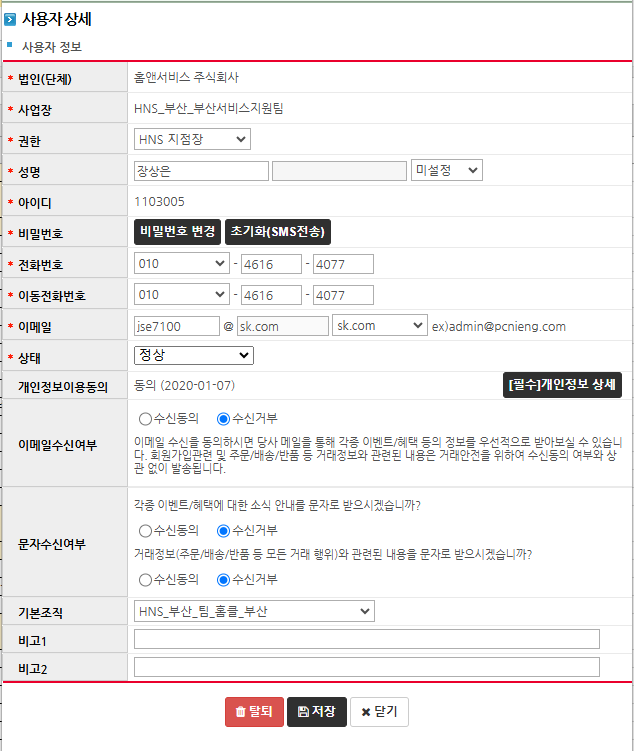 사용자 상세
사용자 정보
* 법인(단체) 홈앤서비스 주식회사
* 사업장 HNS_부산_부산서비스지원팀
* 권한 HNS 지점장
* 성명 장상은 미설정
* 아이디 1103005
* 비밀번호 비밀번호 변경 초기화(SMS전송)
* 전화번호 010 - 4616 - 4077
* 이동전화번호 010 - 4616 - 4077
* 이메일 jse7100 @ sk.com sk.com ex)admin@pcnieng.com
* 상태 정상
개인정보이용동의 동의 (2020-01-07) [필수]개인정보 상세
이메일수신여부
수신동의 수신거부
이메일 수신을 동의하시면 당사 메일을 통해 각종 이벤트/혜택 등의 정보를 우선적으로 받아보실 수 있습니
다. 회원가입관련 및 주문/배송/반품 등 거래정보와 관련된 내용은 거래안전을 위하여 수신동의 여부와 상
관 없이 발송됩니다.
문자수신여부
각종 이벤트/혜택에 대한 소식 안내를 문자로 받으시겠습니까?
수신동의 수신거부
거래정보(주문/배송/반품 등 모든 거래 행위)와 관련된 내용을 문자로 받으시겠습니까?
수신동의 수신거부
기본조직 HNS_부산_팀_홈클_부산
비고1
비고2
탈퇴 저장 닫기